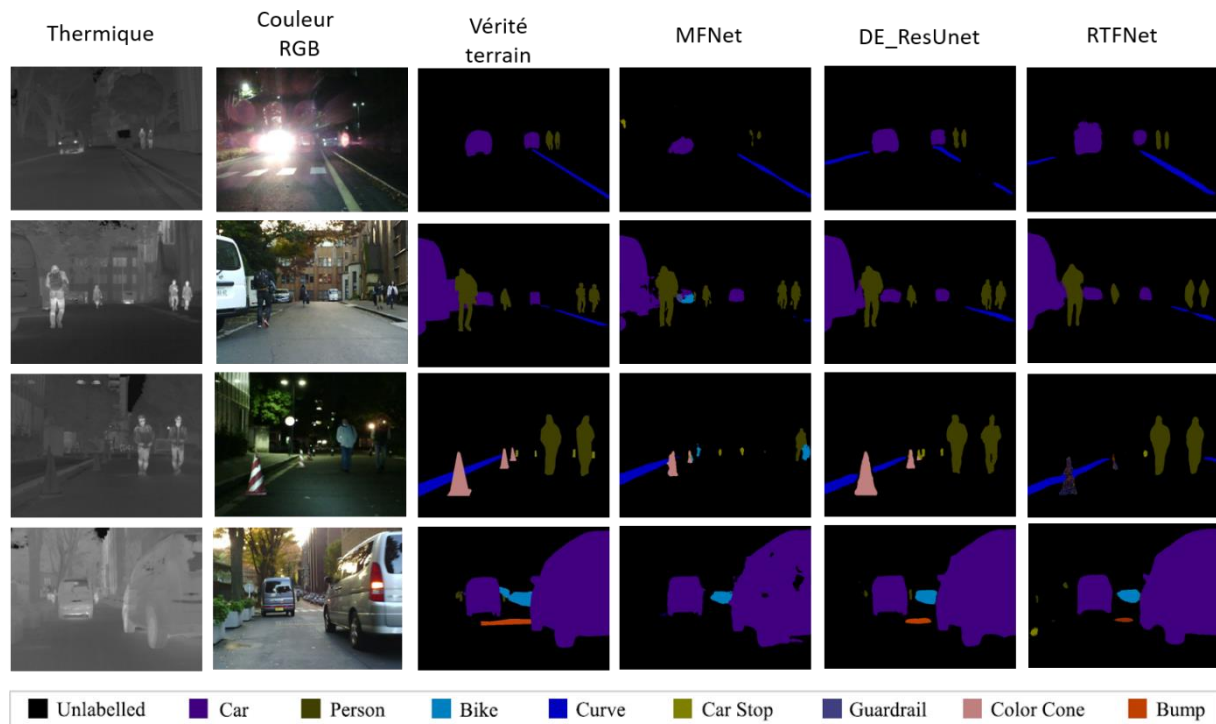 Thermique
Couleur
RGB
Vérité
terrain
MFNet
DE_ResUnet
RTFNet
Unlabelled
Car
Person
Bike
Curve
Car Stop
Guardrail
Color Cone
Bump